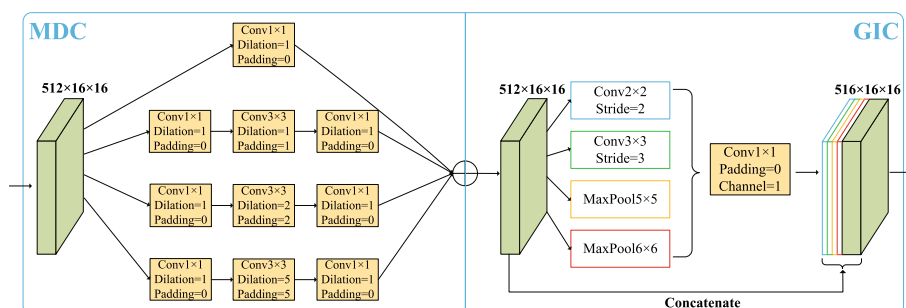 MDC
GIC
512×16×16
Conv1×1
Dilation=1
Padding=0
Conv1×1
Dilation=1
Padding=0
Conv3×3
Dilation=1
Padding=1
Conv1×1
Dilation=1
Padding=0
Conv1×1
Dilation=1
Padding=0
Conv3×3
Dilation=2
Padding=2
Conv1×1
Dilation=1
Padding=0
Conv1×1
Dilation=1
Padding=0
Conv3×3
Dilation=5
Padding=5
Conv1×1
Dilation=1
Padding=0
512×16×16
Conv2×2
Stride=2
Conv3×3
Stride=3
MaxPool5×5
MaxPool6×6
Conv1×1
Padding=0
Channel=1
516×16×16
Concatenate